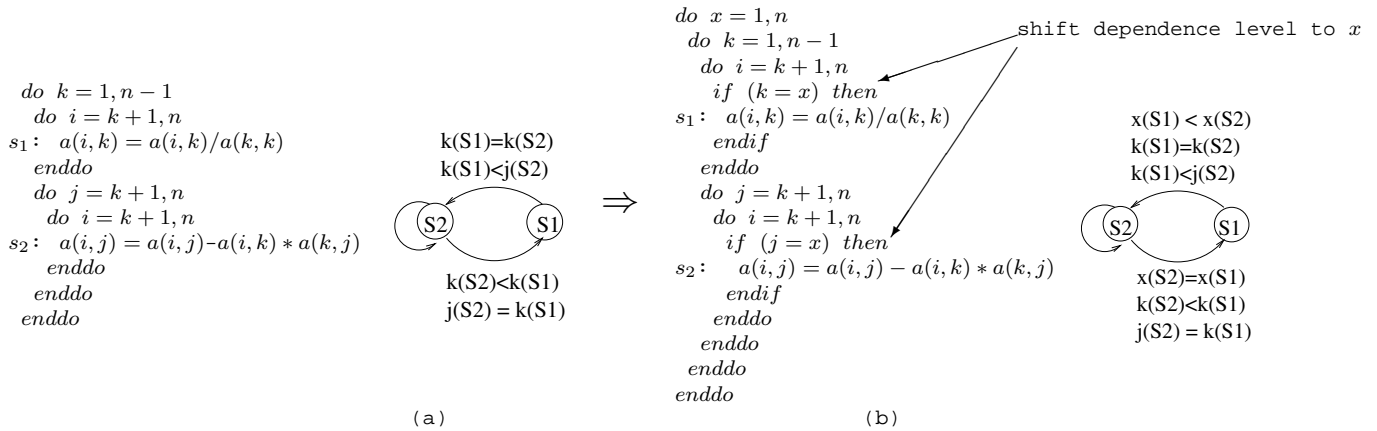 do k = 1, n − 1
do i = k + 1, n
s₁: a(i, k) = a(i, k)/a(k, k)
enddo
do j = k + 1, n
do i = k + 1, n
s₂: a(i, j) = a(i, j)-a(i, k) ∗ a(k, j)
enddo
enddo
enddo
k(S1)=k(S2)
k(S1)<j(S2)
S2
S1
k(S2)<k(S1)
j(S2) = k(S1)
(a)
⇒
do x = 1, n
do k = 1, n − 1
do i = k + 1, n
if (k = x) then
s₁: a(i, k) = a(i, k)/a(k, k)
endif
enddo
do j = k + 1, n
do i = k + 1, n
if (j = x) then
s₂: a(i, j) = a(i, j) − a(i, k) ∗ a(k, j)
endif
enddo
enddo
enddo
enddo
shift dependence level to x
x(S1) < x(S2)
k(S1)=k(S2)
k(S1)<j(S2)
S2
S1
x(S2)=x(S1)
k(S2)<k(S1)
j(S2) = k(S1)
(b)